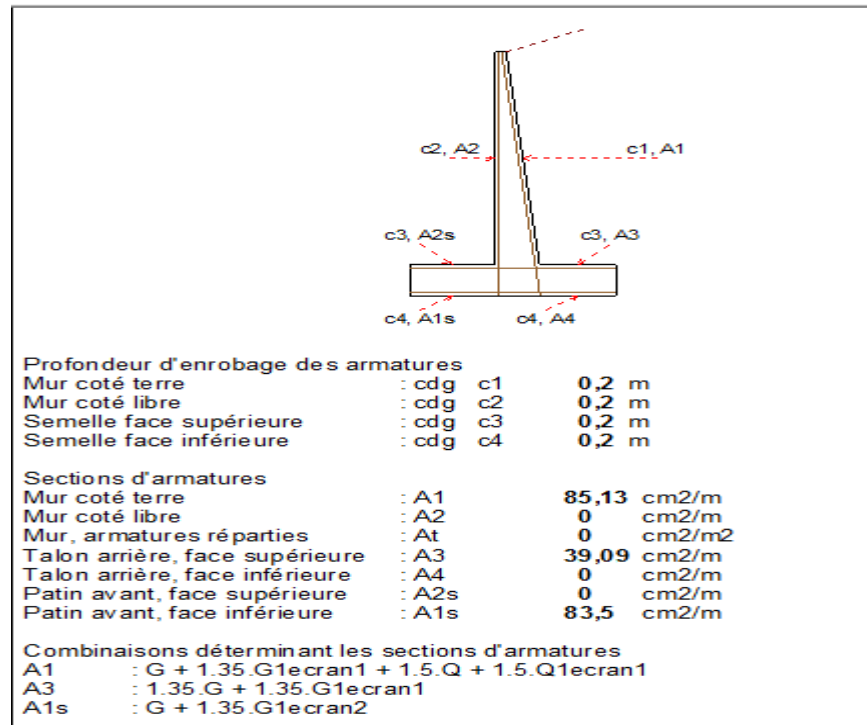 c2, A2 c1, A1
c3, A2s c3, A3
c4, A1s c4, A4
Profondeur d'enrobage des armatures
Mur coté terre : cdg c1 0,2 m
Mur coté libre : cdg c2 0,2 m
Semelle face supérieure : cdg c3 0,2 m
Semelle face inférieure : cdg c4 0,2 m
Sections d'armatures
Mur coté terre : A1 85,13 cm2/m
Mur coté libre : A2 0 cm2/m
Mur, armatures réparties : At 0 cm2/m2
Talon arrière, face supérieure : A3 39,09 cm2/m
Talon arrière, face inférieure : A4 0 cm2/m
Patin avant, face supérieure : A2s 0 cm2/m
Patin avant, face inférieure : A1s 83,5 cm2/m
Combinaisons déterminant les sections d'armatures
A1 : G + 1.35.G1ecran1 + 1.5.Q + 1.5.Q1ecran1
A3 : 1.35.G + 1.35.G1ecran1
A1s : G + 1.35.G1ecran2